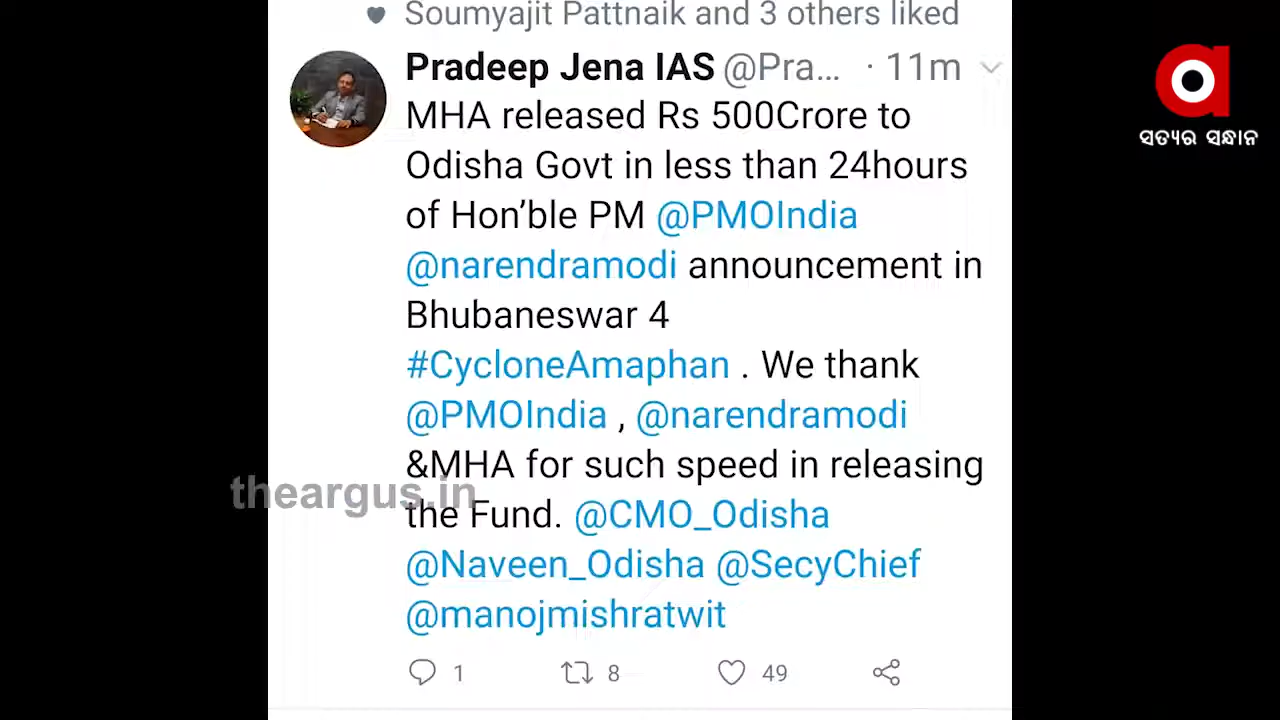 Soumyajit Pattnaik and 3 others liked
Pradeep Jena IAS @Pra... · 11m
MHA released Rs 500Crore to
Odisha Govt in less than 24hours
of Hon’ble PM @PMOIndia
@narendramodi announcement in
Bhubaneswar 4
#CycloneAmaphan . We thank
@PMOIndia , @narendramodi
&MHA for such speed in releasing
the Fund. @CMO_Odisha
@Naveen_Odisha @SecyChief
@manojmishratwit
1 8 49
theargus.in
ସତ୍ୟର ସନ୍ଧାନ